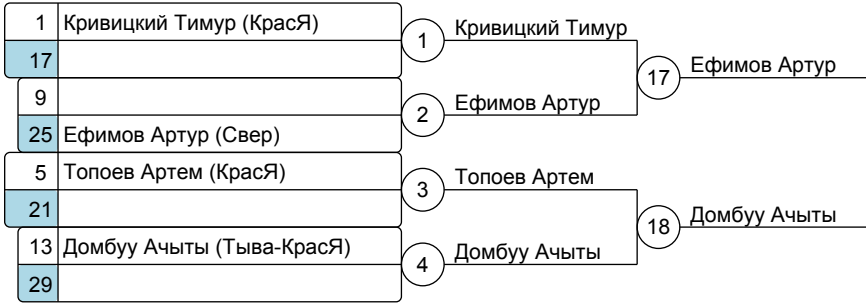 1 Кривицкий Тимур (КрасЯ)
17
1 Кривицкий Тимур
9
25 Ефимов Артур (Свер)
2 Ефимов Артур
17 Ефимов Артур
5 Топоев Артем (КрасЯ)
21
3 Топоев Артем
13 Домбуу Ачыты (Тыва-КрасЯ)
29
4 Домбуу Ачыты
18 Домбуу Ачыты